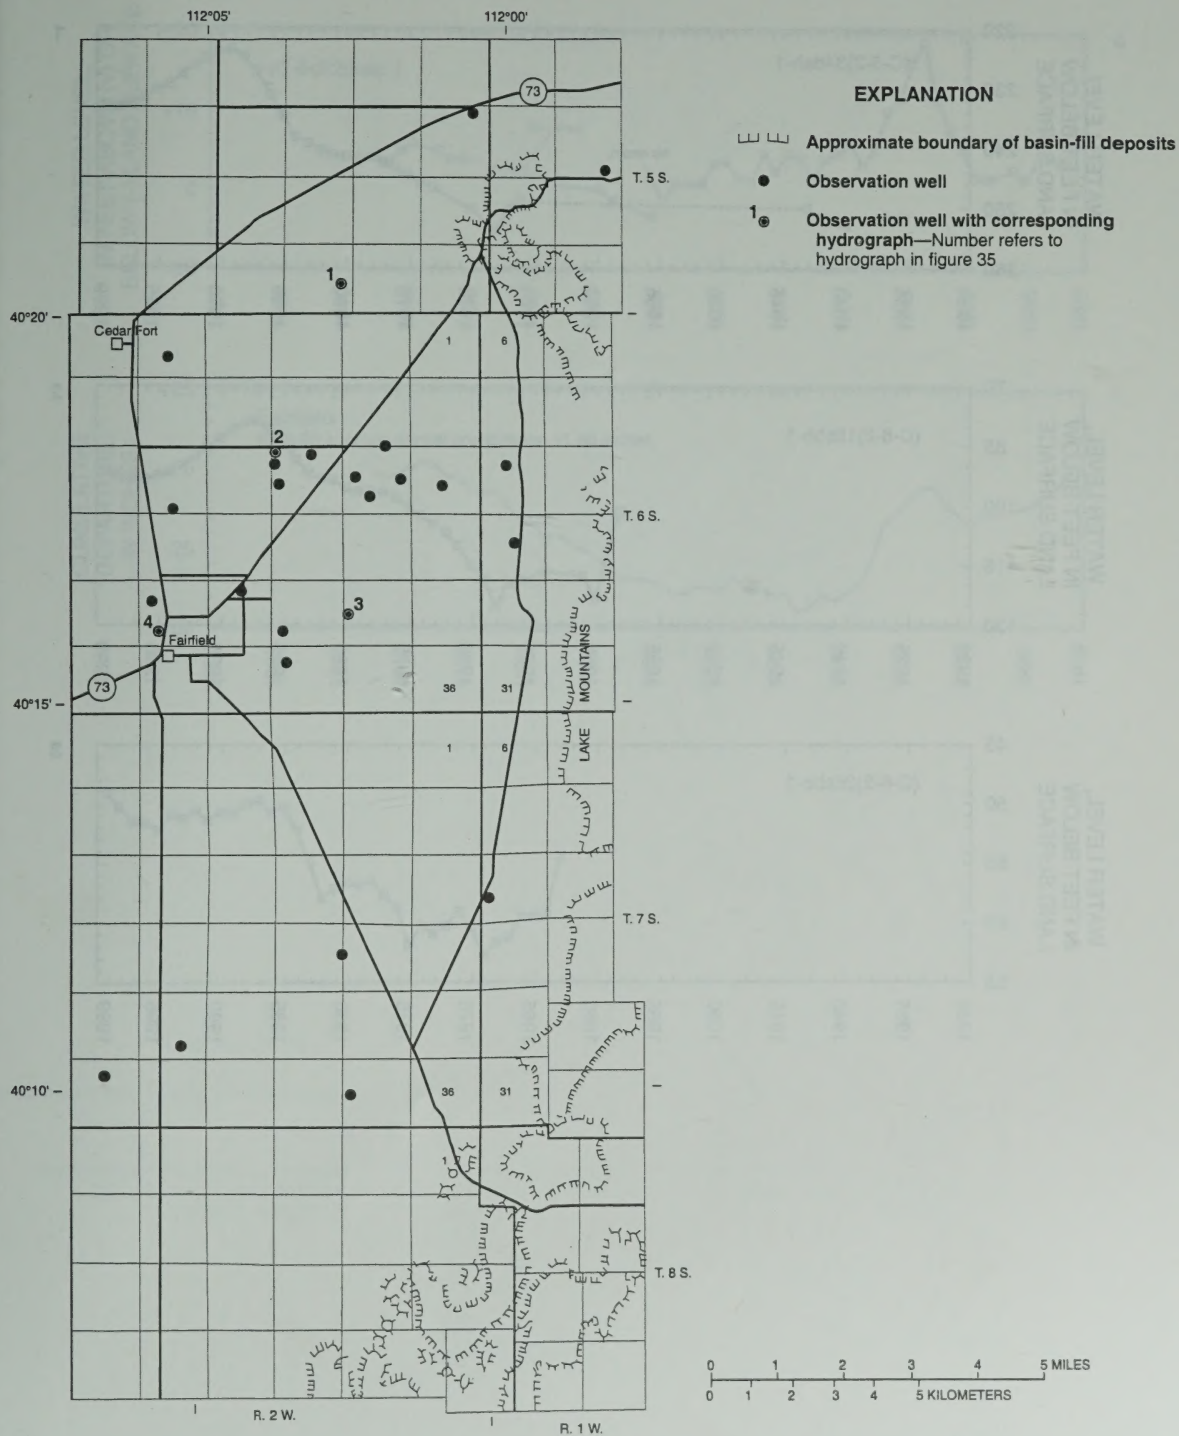 112°05'
112°00'
73
EXPLANATION
Approximate boundary of basin-fill deposits
T. 5 S.
Observation well
1
Observation well with corresponding
hydrograph—Number refers to
hydrograph in figure 35
1
40°20'
Cedar Fort
1
6
2
T. 6 S.
3
4
Fairfield
LAKE MOUNTAINS
73
36
31
40°15'
1
6
T. 7 S.
40°10'
36
31
1
T. 8 S.
0 1 2 3 4 5 MILES
0 1 2 3 4 5 KILOMETERS
R. 2 W.
R. 1 W.